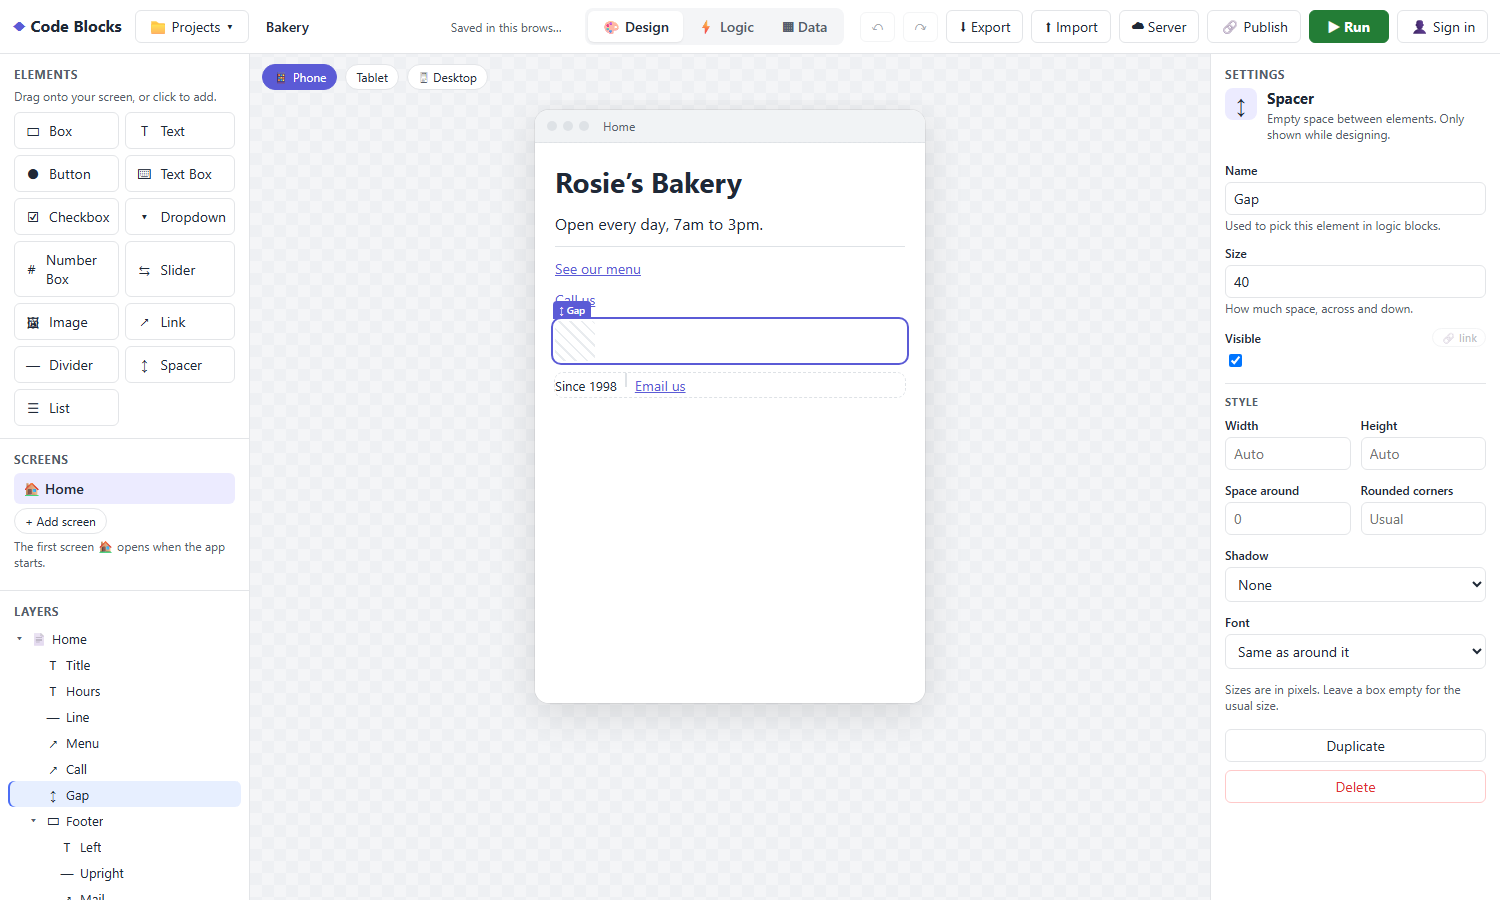 Code Blocks
Projects ▾
Bakery
Saved in this brows...
Design
Logic
Data
Export
Import
Server
Publish
Run
Sign in
ELEMENTS
Drag onto your screen, or click to add.
Box
Text
Button
Text Box
Checkbox
Dropdown
Number Box
Slider
Image
Link
Divider
Spacer
List
SCREENS
Home
+ Add screen
The first screen opens when the app
starts.
LAYERS
Home
Title
Hours
Line
Menu
Call
Gap
Footer
Left
Upright
Mail
Phone
Tablet
Desktop
Home
Rosie’s Bakery
Open every day, 7am to 3pm.
See our menu
Call us
Gap
Since 1998
Email us
SETTINGS
Spacer
Empty space between elements. Only
shown while designing.
Name
Gap
Used to pick this element in logic blocks.
Size
40
How much space, across and down.
Visible
link
STYLE
Width
Height
Auto
Auto
Space around
Rounded corners
0
Usual
Shadow
None
Font
Same as around it
Sizes are in pixels. Leave a box empty for the
usual size.
Duplicate
Delete